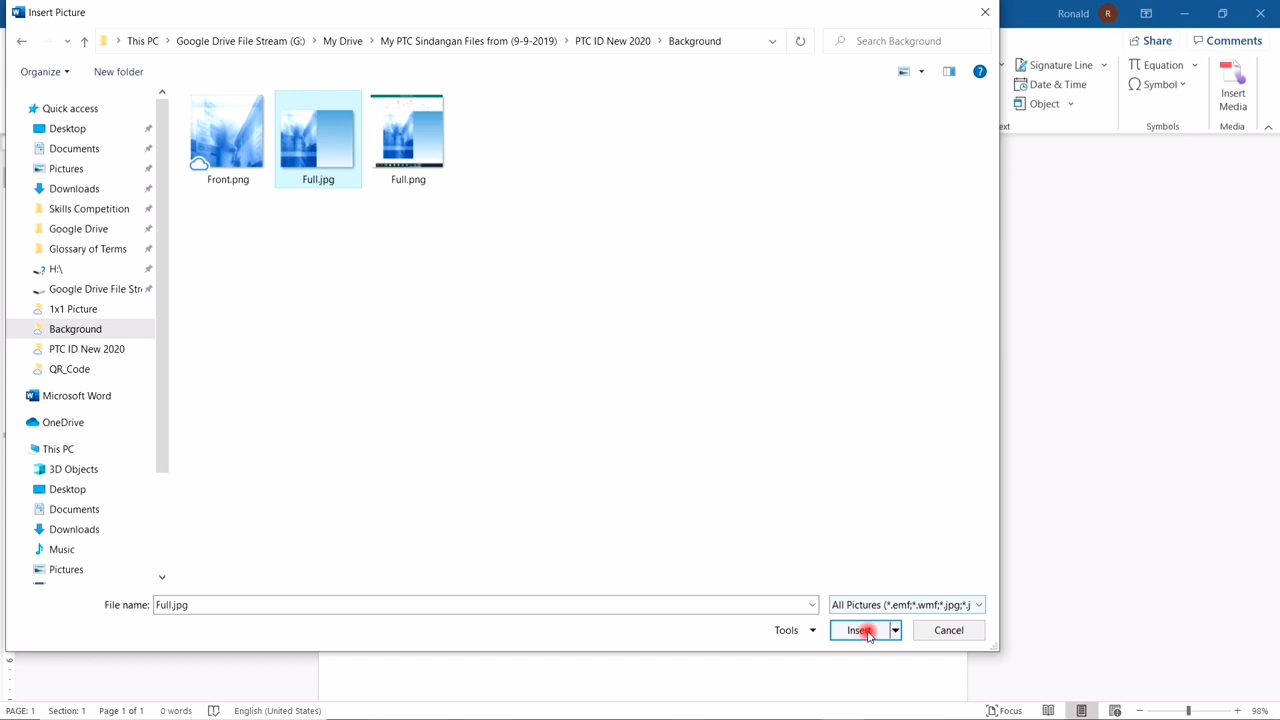 Insert Picture
Ronald R
This PC Google Drive File Stream (G:) My Drive My PTC Sindangan Files from (9-9-2019) PTC ID New 2020 Background
Search Background
Share Comments
Organize New folder
Signature Line Equation
Date & Time Symbol
Object Insert Media
ext Symbols Media
Quick access
Desktop
Documents
Pictures
Downloads
Skills Competition
Google Drive
Glossary of Terms
H:\
Google Drive File Str
1x1 Picture
Background
PTC ID New 2020
QR_Code
Microsoft Word
OneDrive
This PC
3D Objects
Desktop
Documents
Downloads
Music
Pictures
Front.png Full.jpg Full.png
File name: Full.jpg All Pictures (*.emf;*.wmf;*.jpg;*.j
Tools Insert Cancel
PAGE: 1 Section: 1 Page 1 of 1 0 words English (United States) Focus 98%